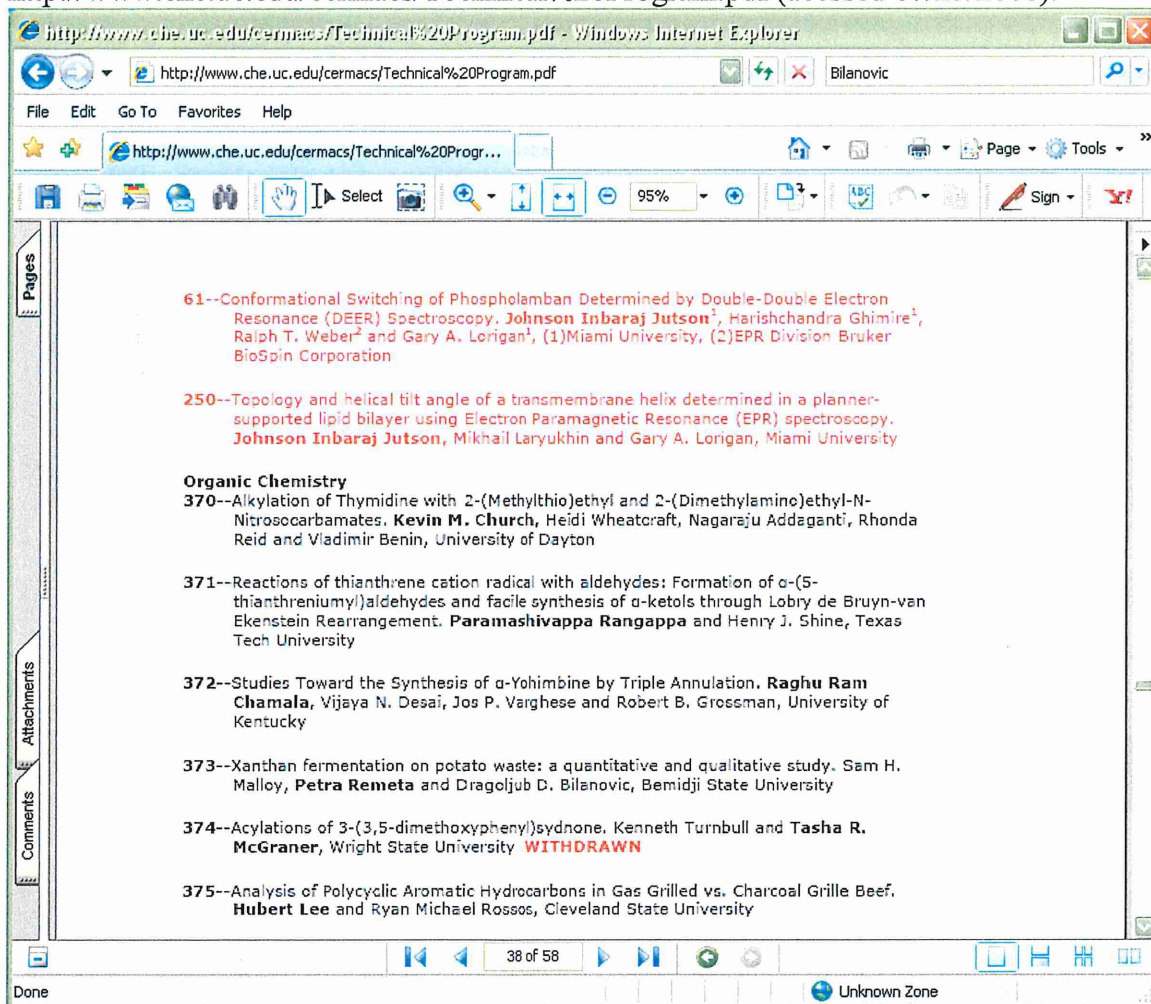 http://www.che.uc.edu/cermacs/Technical%20Program.pdf - Windows Internet Explorer
http://www.che.uc.edu/cermacs/Technical%20Program.pdf
Bilanovic
File Edit Go To Favorites Help
http://www.che.uc.edu/cermacs/Technical%20Progr...
Page Tools »
Select 95% Sign Y!
Pages
61--Conformational Switching of Phospholamban Determined by Double-Double Electron
Resonance (DEER) Spectroscopy. Johnson Inbaraj Jutson¹, Harishchandra Ghimire¹,
Ralph T. Weber² and Gary A. Lorigan¹, (1)Miami University, (2)EPR Division Bruker
BioSpin Corporation
250--Topology and helical tilt angle of a transmembrane helix determined in a planner-
supported lipid bilayer using Electron Paramagnetic Resonance (EPR) spectroscopy.
Johnson Inbaraj Jutson, Mikhail Laryukhin and Gary A. Lorigan, Miami University
Organic Chemistry
370--Alkylation of Thymidine with 2-(Methylthio)ethyl and 2-(Dimethylamino)ethyl-N-
Nitrosocarbamates. Kevin M. Church, Heidi Wheatcraft, Nagaraju Addaganti, Rhonda
Reid and Vladimir Benin, University of Dayton
371--Reactions of thianthrene cation radical with aldehydes: Formation of α-(5-
thianthreniumyl)aldehydes and facile synthesis of α-ketols through Lobry de Bruyn-van
Ekenstein Rearrangement. Paramashivappa Rangappa and Henry J. Shine, Texas
Tech University
372--Studies Toward the Synthesis of α-Yohimbine by Triple Annulation. Raghu Ram
Chamala, Vijaya N. Desai, Jos P. Varghese and Robert B. Grossman, University of
Kentucky
373--Xanthan fermentation on potato waste: a quantitative and qualitative study. Sam H.
Malloy, Petra Remeta and Dragoljub D. Bilanovic, Bemidji State University
374--Acylations of 3-(3,5-dimethoxyphenyl)sydnone. Kenneth Turnbull and Tasha R.
McGraner, Wright State University WITHDRAWN
375--Analysis of Polycyclic Aromatic Hydrocarbons in Gas Grilled vs. Charcoal Grille Beef.
Hubert Lee and Ryan Michael Rossos, Cleveland State University
Attachments
Comments
38 of 58
Done
Unknown Zone